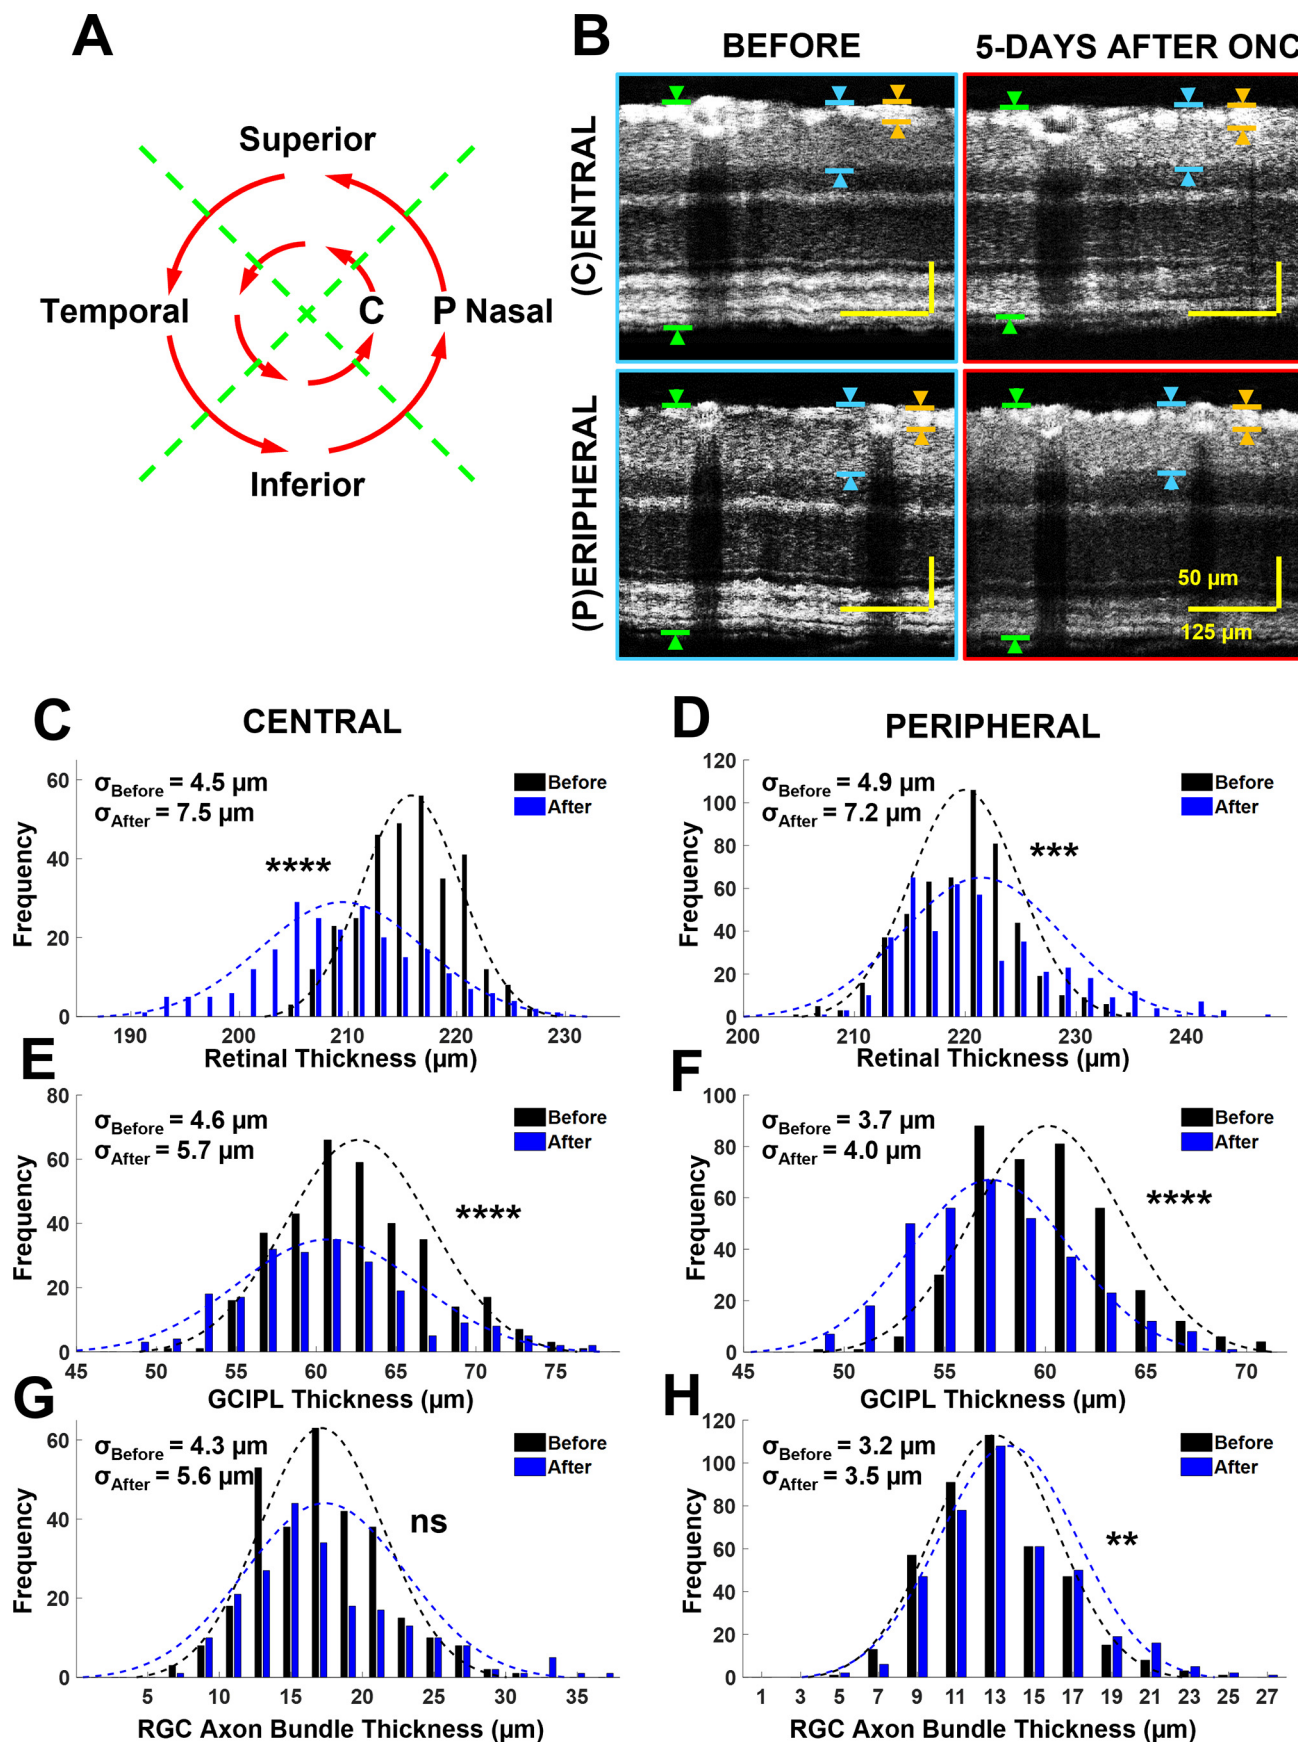 A
Superior
Temporal
C
P
Nasal
Inferior
B
BEFORE
5-DAYS AFTER ONC
(C)ENTRAL
(P)ERIPHERAL
50 µm
125 µm
C
CENTRAL
σBefore = 4.5 µm
σAfter = 7.5 µm
Before
After
****
Frequency
60
40
20
0
190 200 210 220 230
Retinal Thickness (µm)
D
PERIPHERAL
σBefore = 4.9 µm
σAfter = 7.2 µm
Before
After
***
Frequency
120
100
80
60
40
20
0
200 210 220 230 240
Retinal Thickness (µm)
E
σBefore = 4.6 µm
σAfter = 5.7 µm
Before
After
****
Frequency
80
60
40
20
0
45 50 55 60 65 70 75
GCIPL Thickness (µm)
F
σBefore = 3.7 µm
σAfter = 4.0 µm
Before
After
****
Frequency
100
80
60
40
20
0
45 50 55 60 65 70
GCIPL Thickness (µm)
G
σBefore = 4.3 µm
σAfter = 5.6 µm
Before
After
ns
Frequency
60
40
20
0
5 10 15 20 25 30 35
RGC Axon Bundle Thickness (µm)
H
σBefore = 3.2 µm
σAfter = 3.5 µm
Before
After
**
Frequency
120
100
80
60
40
20
0
1 3 5 7 9 11 13 15 17 19 21 23 25 27
RGC Axon Bundle Thickness (µm)